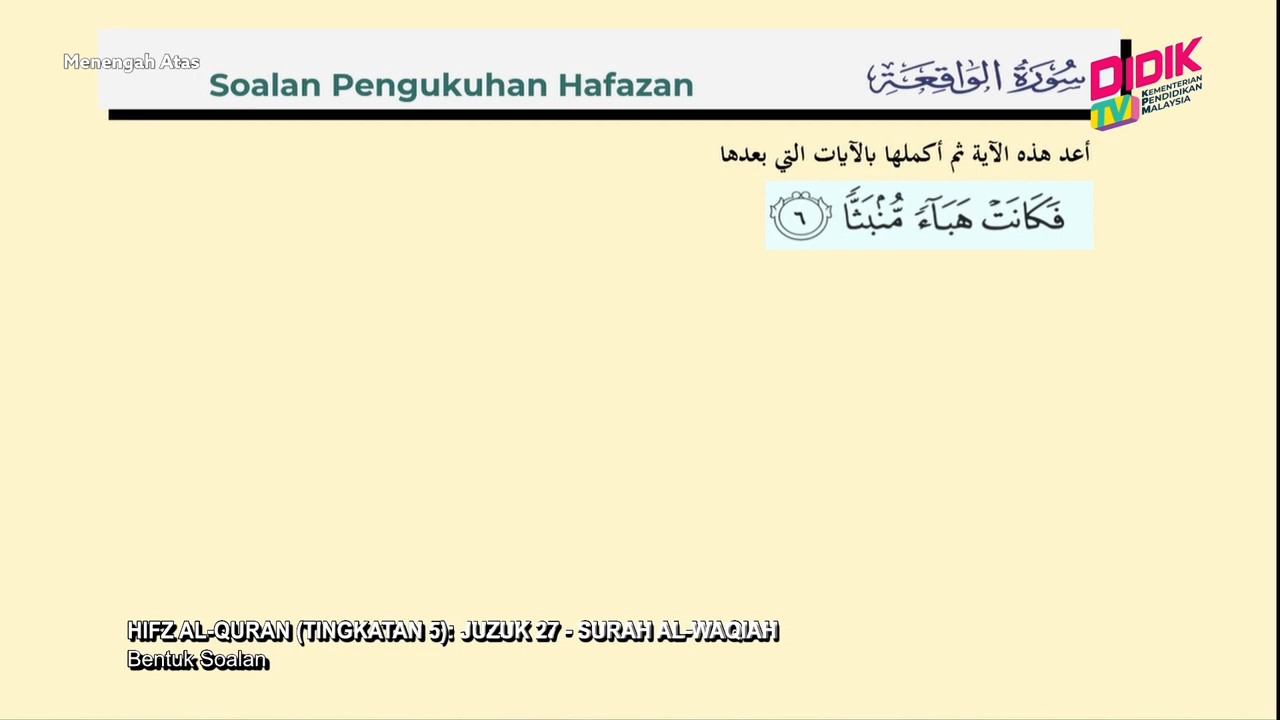 Menengah Atas
Soalan Pengukuhan Hafazan
سُورَةُ الوَاقِعَةِ
DIDIK
TV
KEMENTERIAN
PENDIDIKAN
MALAYSIA
أعد هذه الآية ثم أكملها بالآيات التي بعدها
فَكَانَتۡ هَبَآءٗ مُّنۢبَثّٗا ٦
HIFZ AL-QURAN (TINGKATAN 5): JUZUK 27 - SURAH AL-WAQIAH
Bentuk Soalan